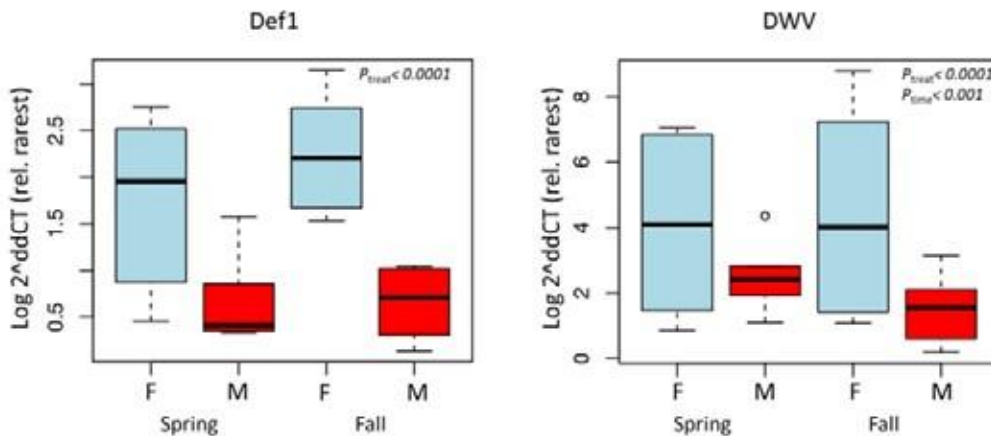 Def1
Log 2^ddCT (rel. rarest)
0.5
1.5
2.5
P_treat< 0.0001
F
M
F
M
Spring
Fall
DWV
Log 2^ddCT (rel. rarest)
0
2
4
6
8
P_treat< 0.0001
P_time< 0.001
F
M
F
M
Spring
Fall